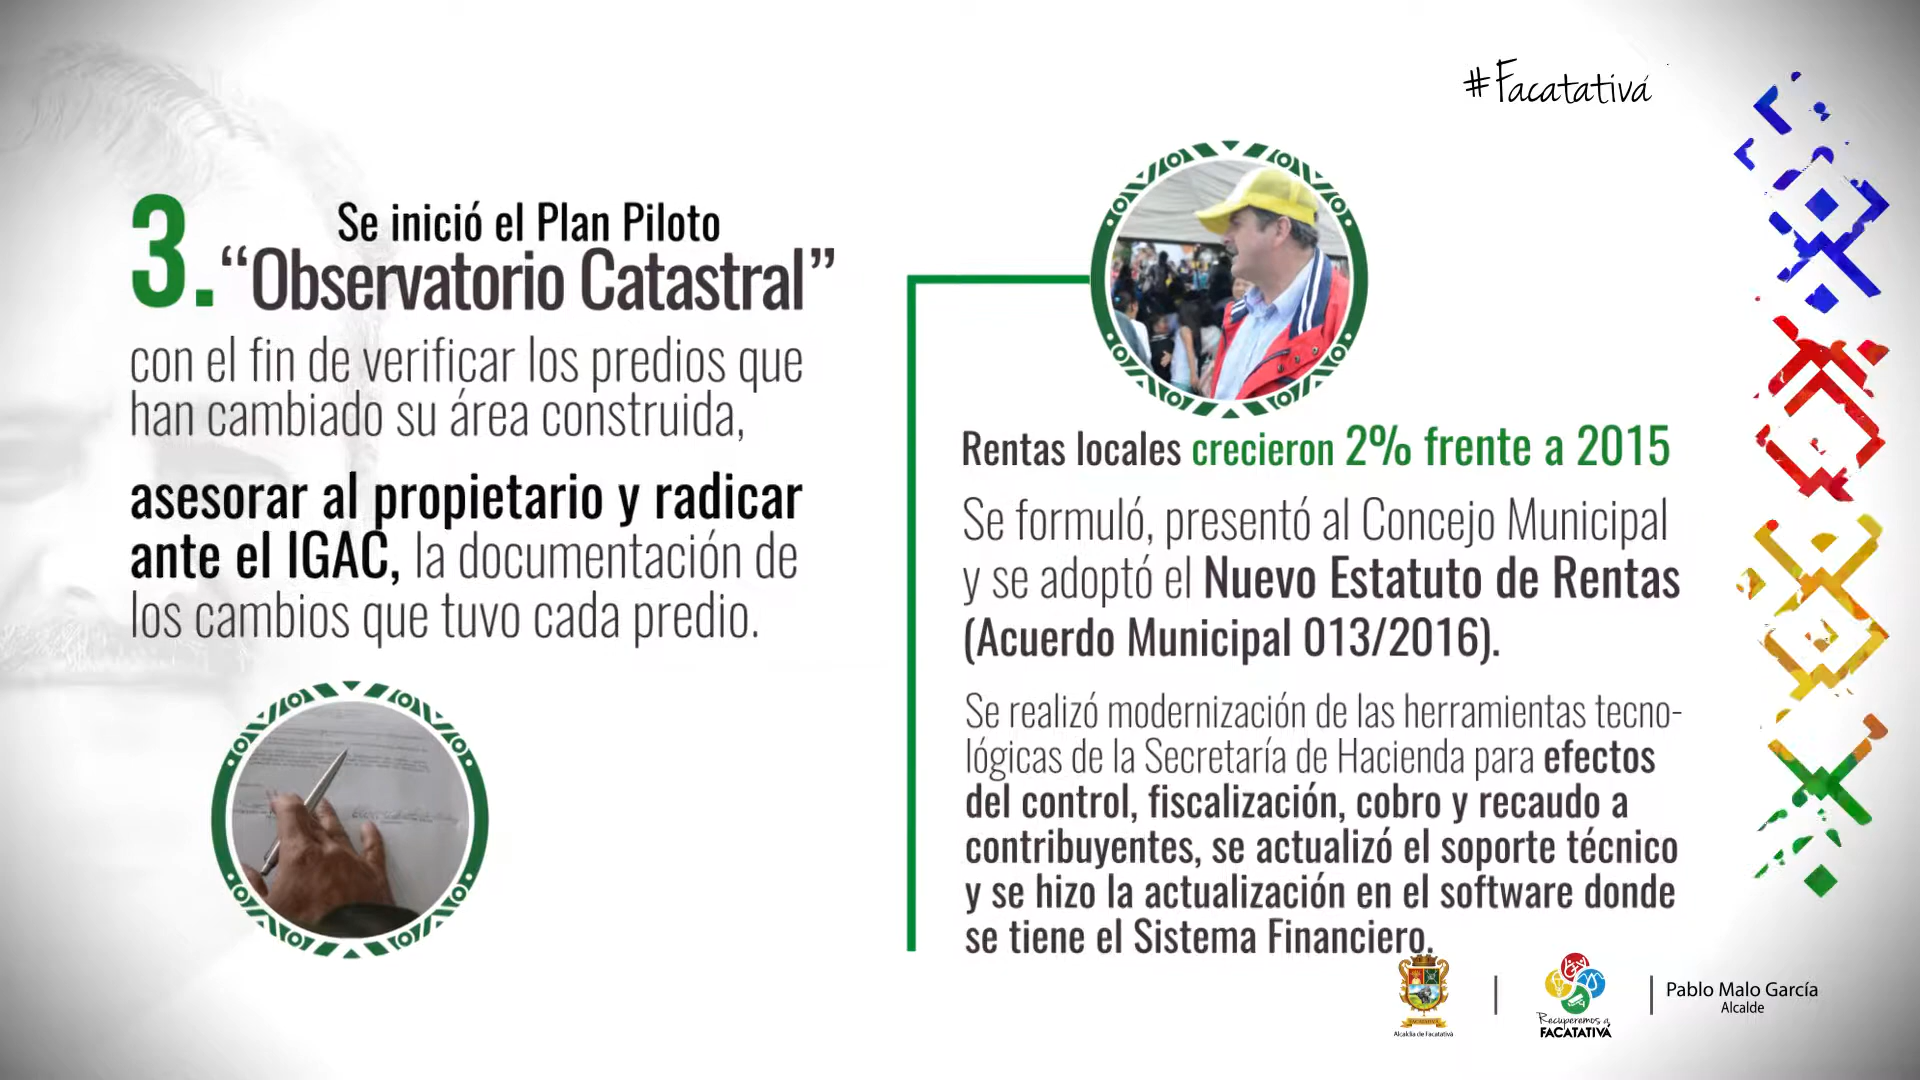 #Facatativá
3. Se inició el Plan Piloto
“Observatorio Catastral”
con el fin de verificar los predios que
han cambiado su área construida,
asesorar al propietario y radicar
ante el IGAC, la documentación de
los cambios que tuvo cada predio.
Rentas locales crecieron 2% frente a 2015
Se formuló, presentó al Concejo Municipal
y se adoptó el Nuevo Estatuto de Rentas
(Acuerdo Municipal 013/2016).
Se realizó modernización de las herramientas tecno-
lógicas de la Secretaría de Hacienda para efectos
del control, fiscalización, cobro y recaudo a
contribuyentes, se actualizó el soporte técnico
y se hizo la actualización en el software donde
se tiene el Sistema Financiero.
Alcaldía de Facatativá
Recuperemos a
FACATATIVÁ
Pablo Malo García
Alcalde